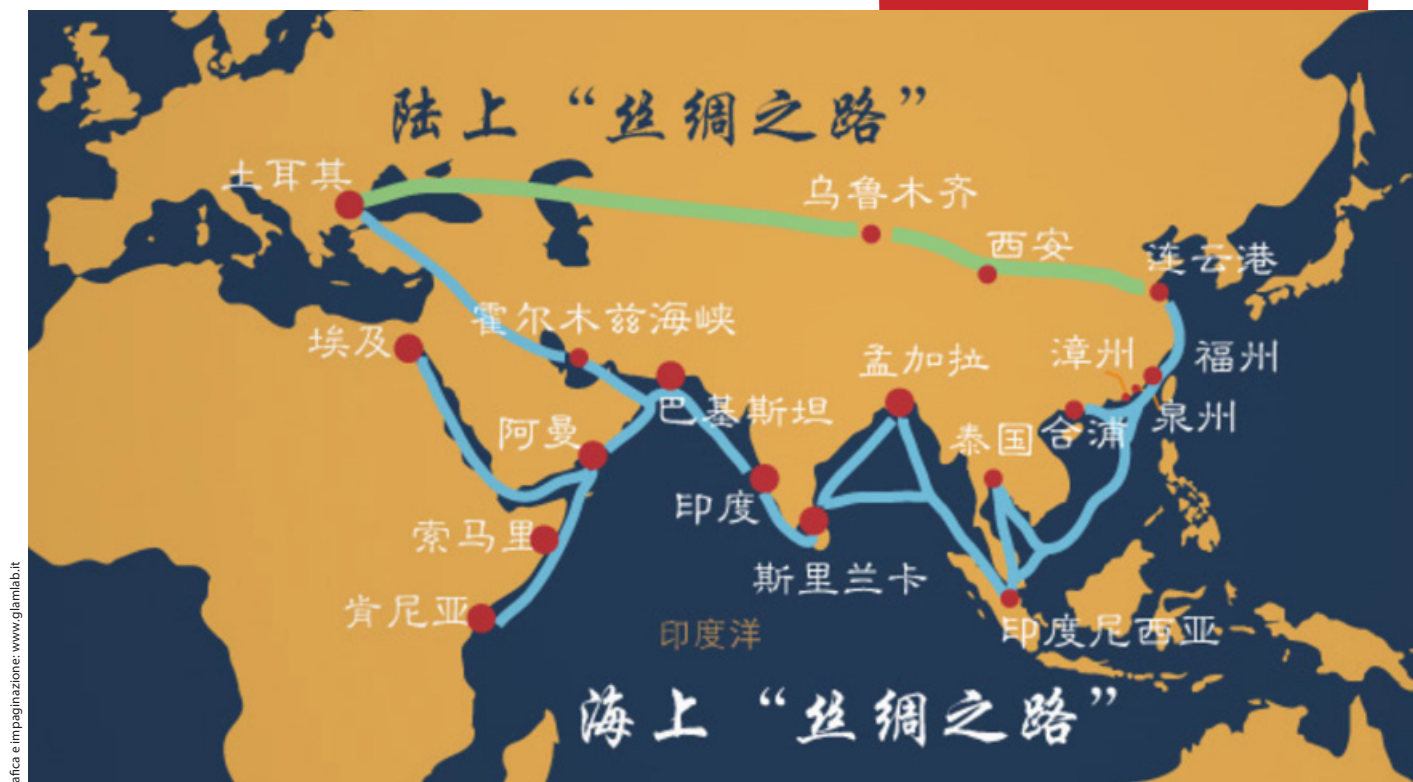 陆上“丝绸之路”
土耳其
乌鲁木齐
西安
连云港
霍尔木兹海峡
埃及
孟加拉
漳州
福州
巴基斯坦
阿曼
泰国
合浦
泉州
印度
索马里
斯里兰卡
肯尼亚
印度洋
印度尼西亚
海上“丝绸之路”
afica e impaginazione: www.glamlab.it